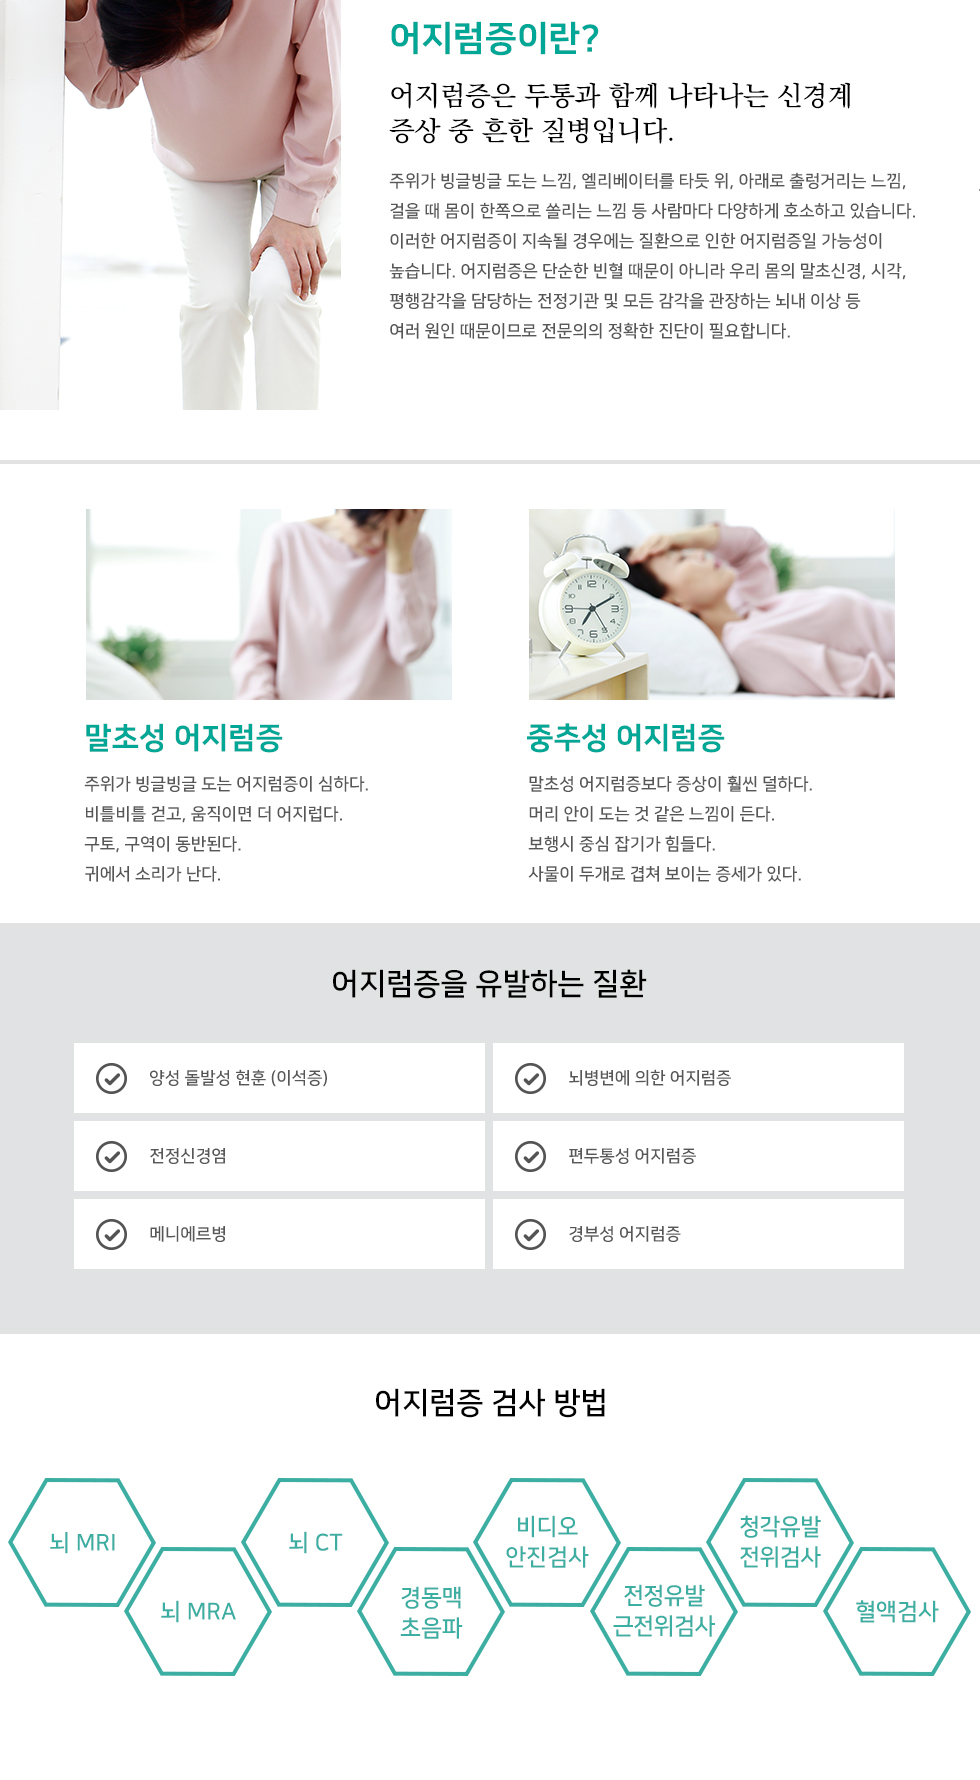 어지럼증이란?
어지럼증은 두통과 함께 나타나는 신경계
증상 중 흔한 질병입니다.
주위가 빙글빙글 도는 느낌, 엘리베이터를 타듯 위, 아래로 출렁거리는 느낌,
걸을 때 몸이 한쪽으로 쏠리는 느낌 등 사람마다 다양하게 호소하고 있습니다.
이러한 어지럼증이 지속될 경우에는 질환으로 인한 어지럼증일 가능성이
높습니다. 어지럼증은 단순한 빈혈 때문이 아니라 우리 몸의 말초신경, 시각,
평행감각을 담당하는 전정기관 및 모든 감각을 관장하는 뇌내 이상 등
여러 원인 때문이므로 전문의의 정확한 진단이 필요합니다.
말초성 어지럼증
주위가 빙글빙글 도는 어지럼증이 심하다.
비틀비틀 걷고, 움직이면 더 어지럽다.
구토, 구역이 동반된다.
귀에서 소리가 난다.
중추성 어지럼증
말초성 어지럼증보다 증상이 훨씬 덜하다.
머리 안이 도는 것 같은 느낌이 든다.
보행시 중심 잡기가 힘들다.
사물이 두개로 겹쳐 보이는 증세가 있다.
어지럼증을 유발하는 질환
양성 돌발성 현훈 (이석증)
뇌병변에 의한 어지럼증
전정신경염
편두통성 어지럼증
메니에르병
경부성 어지럼증
어지럼증 검사 방법
뇌 MRI
뇌 MRA
뇌 CT
경동맥
초음파
비디오
안진검사
전정유발
근전위검사
청각유발
전위검사
혈액검사